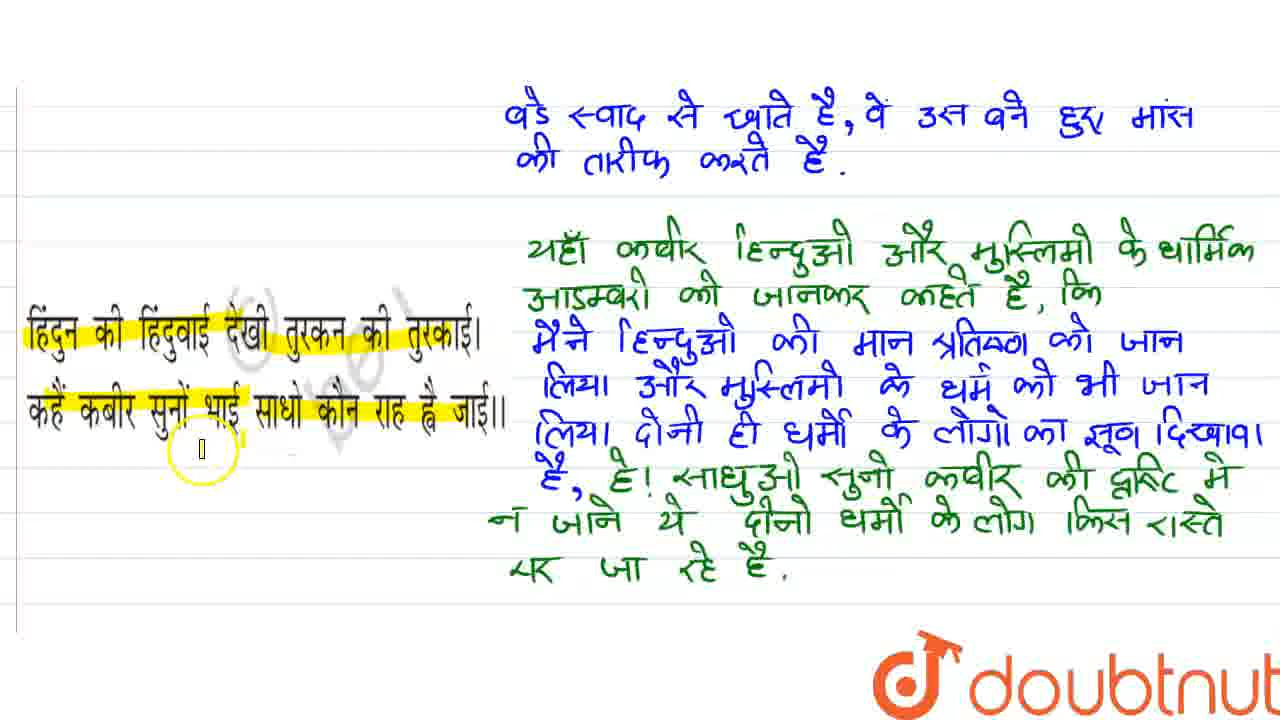 बडे स्वाद से खाते है, वे उस बने हुए मांस
की तारीफ करते है.
यहाँ कबीर हिन्दुओ और मुस्लिमो के धार्मिक
आडम्बरो को जानकर कहते है, कि
हिंदुन की हिंदुवाई देखी तुरकन की तुरकाई।
कहैं कबीर सुनों भाई साधो कौन राह ह्वै जाई।।
मैने हिन्दुओ की मान प्रतिष्ठा को जान
लिया और मुस्लिमो के धर्म को भी जान
लिया। दोनो ही धर्मो के लोगो का झूठा दिखावा
है, हे! साधुओ सुनो कबीर की दृष्टि मे
न जाने ये दोनो धर्मो के लोग किस रास्ते
पर जा रहे है.
doubtnut